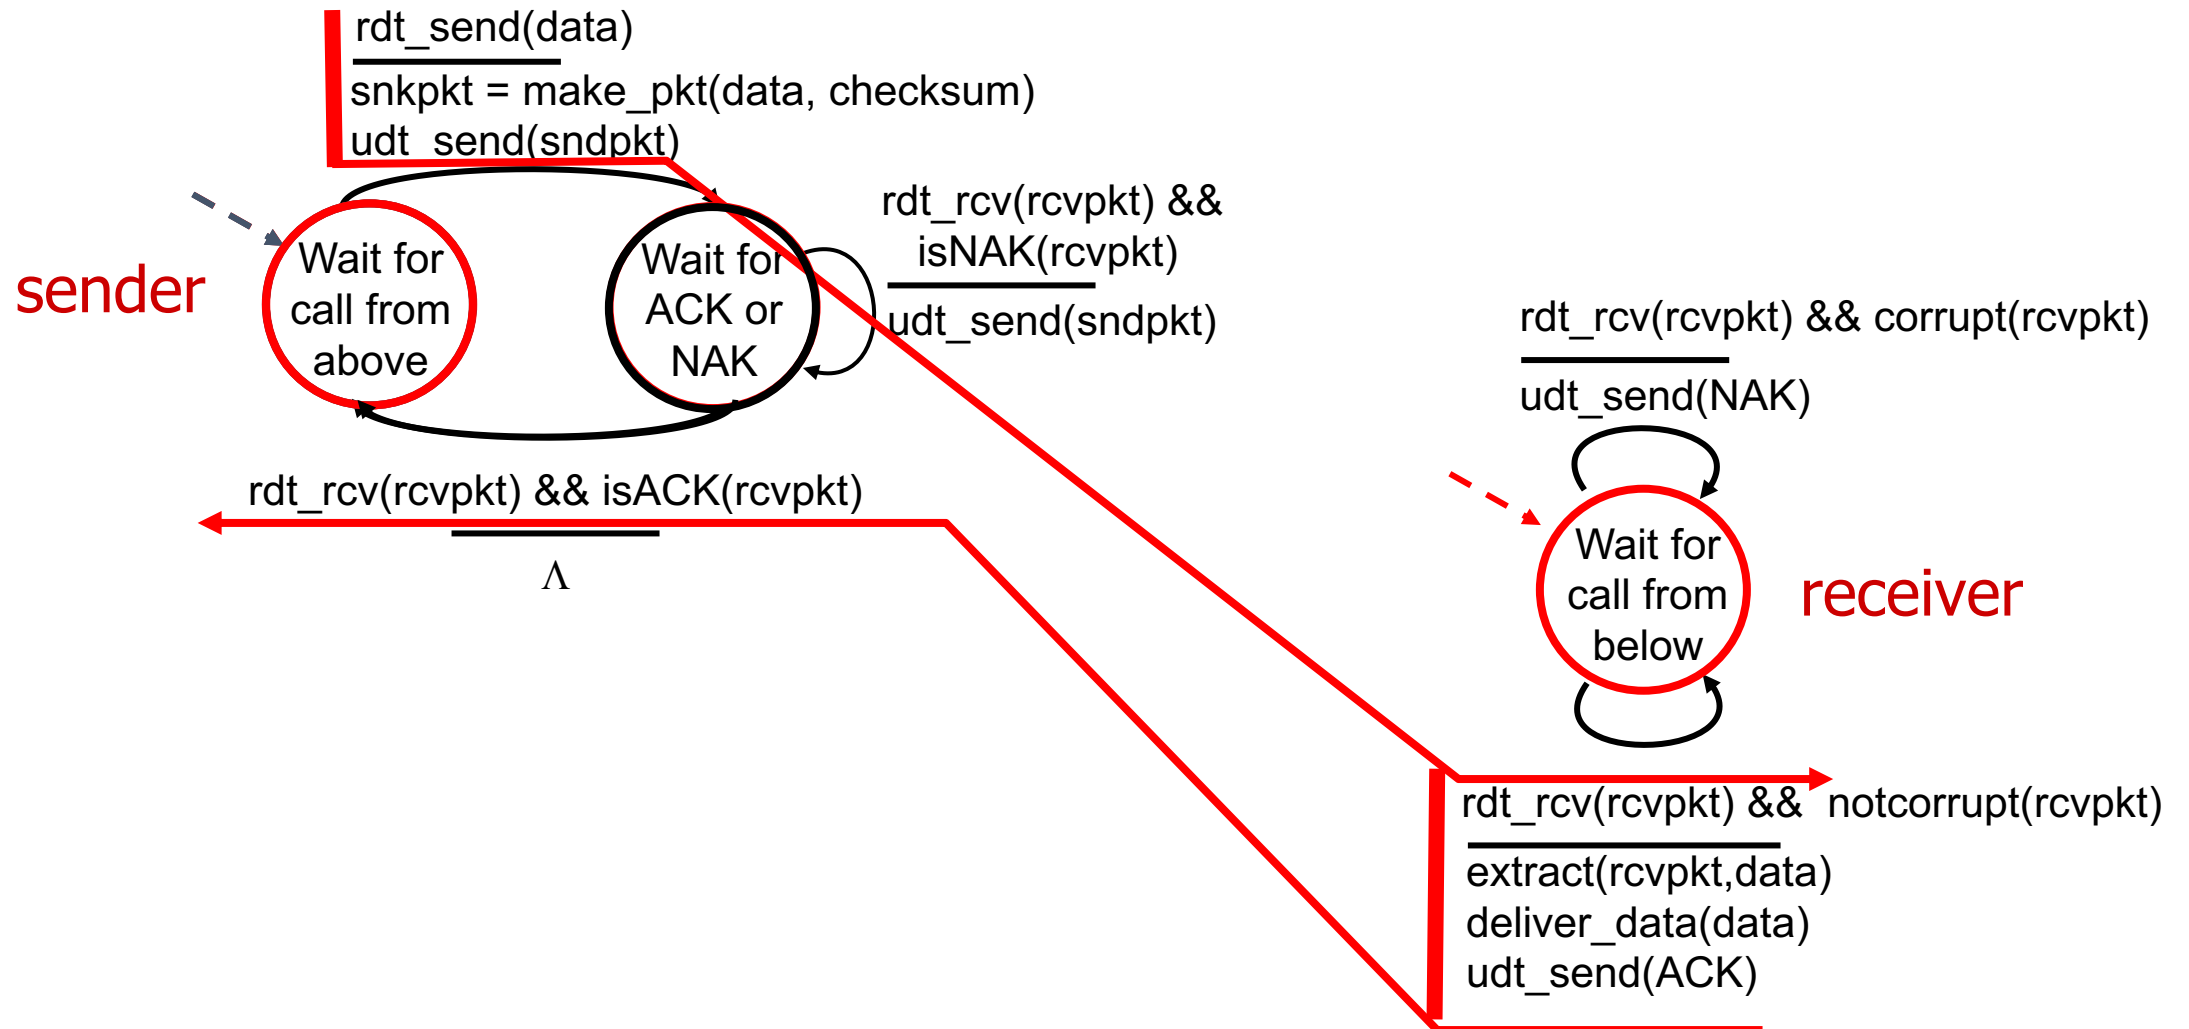 rdt_send(data)
snkpkt = make_pkt(data, checksum)
udt_send(sndpkt)
sender
Wait for
call from
above
Wait for
ACK or
NAK
rdt_rcv(rcvpkt) &&
isNAK(rcvpkt)
udt_send(sndpkt)
rdt_rcv(rcvpkt) && isACK(rcvpkt)
Λ
rdt_rcv(rcvpkt) && corrupt(rcvpkt)
udt_send(NAK)
Wait for
call from
below
receiver
rdt_rcv(rcvpkt) && notcorrupt(rcvpkt)
extract(rcvpkt,data)
deliver_data(data)
udt_send(ACK)